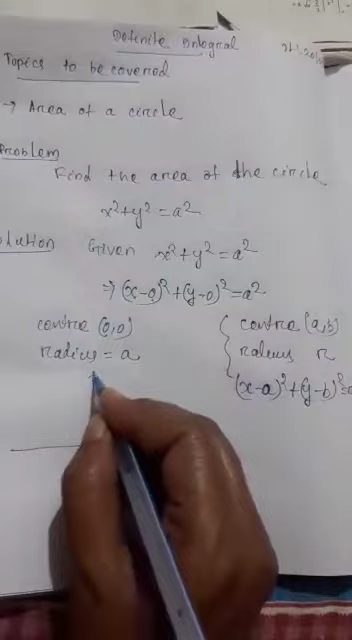 Definite Integral
Topics to be covered
→ Area of a circle
Problem
Find the area of the circle
x²+y²=a²
Solution Given x²+y²=a²
⇒ (x-0)²+(y-0)²=a²
centre (0,0)
radius = a
centre (a,b)
radius r
(x-a)²+(y-b)²=